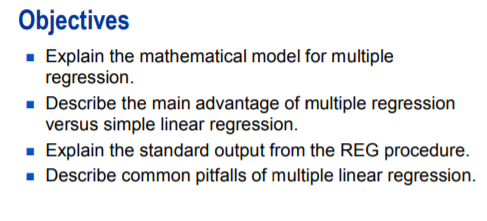 Objectives
Explain the mathematical model for multiple
regression.
Describe the main advantage of multiple regression
versus simple linear regression.
Explain the standard output from the REG procedure.
Describe common pitfalls of multiple linear regression.